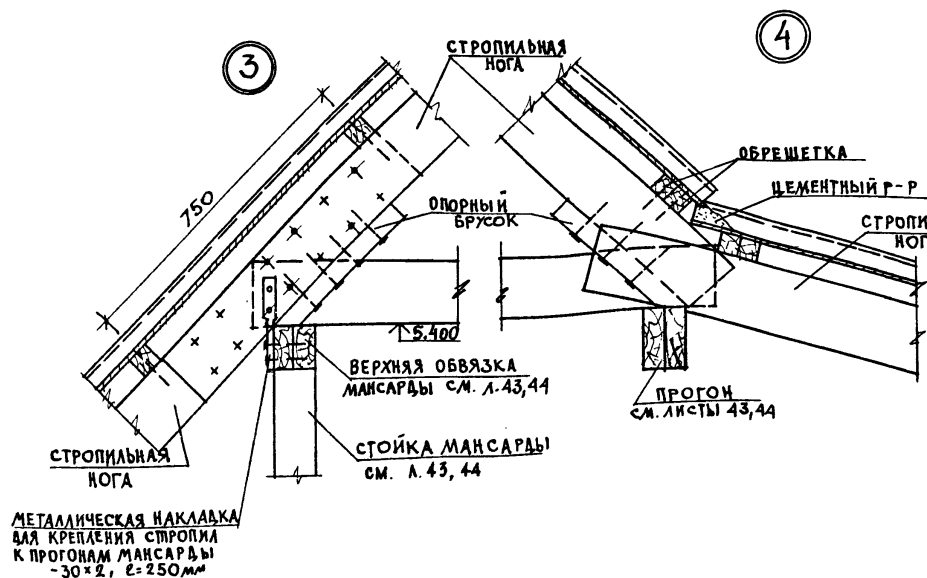 3
4
СТРОПИЛЬНАЯ
НОГА
ОБРЕШЕТКА
ЦЕМЕНТНЫЙ Р-Р
750
ОПОРНЫЙ
БРУСОК
СТРОПИ
НОГ
5.400
ВЕРХНЯЯ ОБВЯЗКА
МАНСАРДЫ СМ. Л.43,44
ПРОГОН
СМ. ЛИСТЫ 43,44
СТОЙКА МАНСАРДЫ
СМ. Л.43, 44
СТРОПИЛЬНАЯ
НОГА
МЕТАЛЛИЧЕСКАЯ НАКЛАДКА
ДЛЯ КРЕПЛЕНИЯ СТРОПИЛ
К ПРОГОНАМ МАНСАРДЫ
-30×2, ℓ=250мм